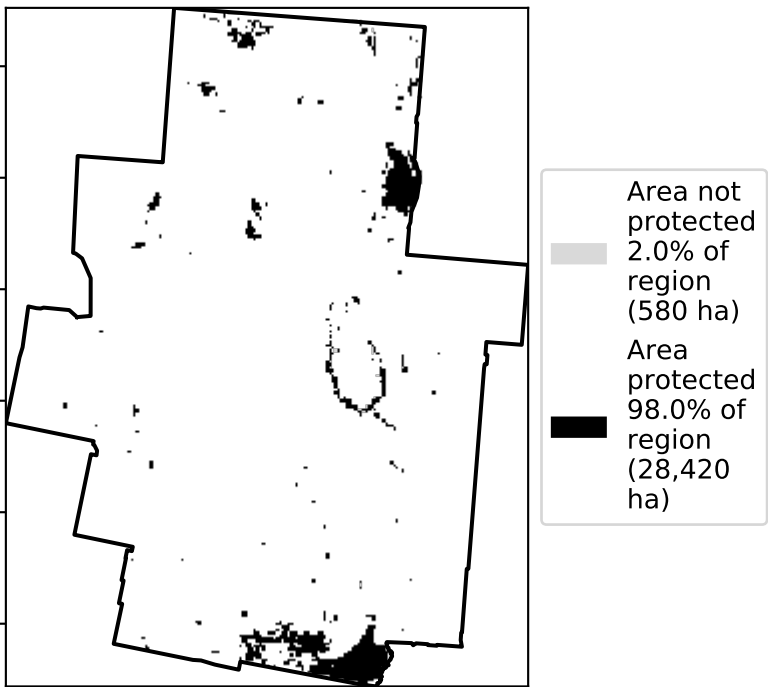 Area not
protected
2.0% of
region
(580 ha)
Area
protected
98.0% of
region
(28,420
ha)